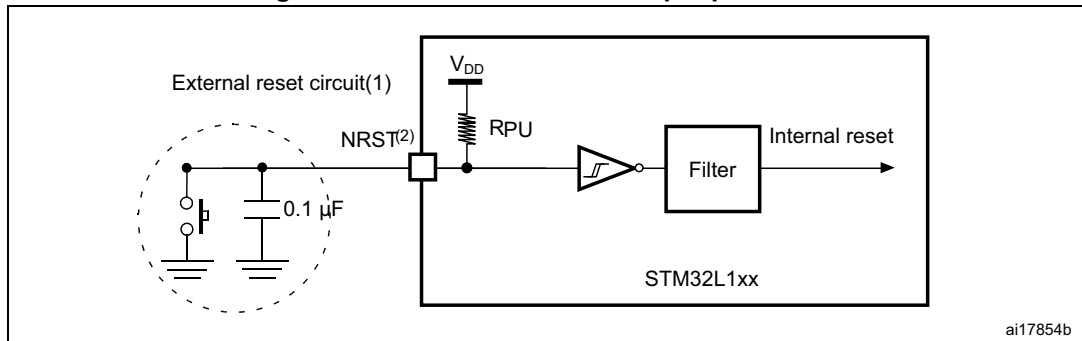 External reset circuit(1)
VDD
RPU
NRST(2)
Internal reset
Filter
0.1 µF
STM32L1xx
ai17854b